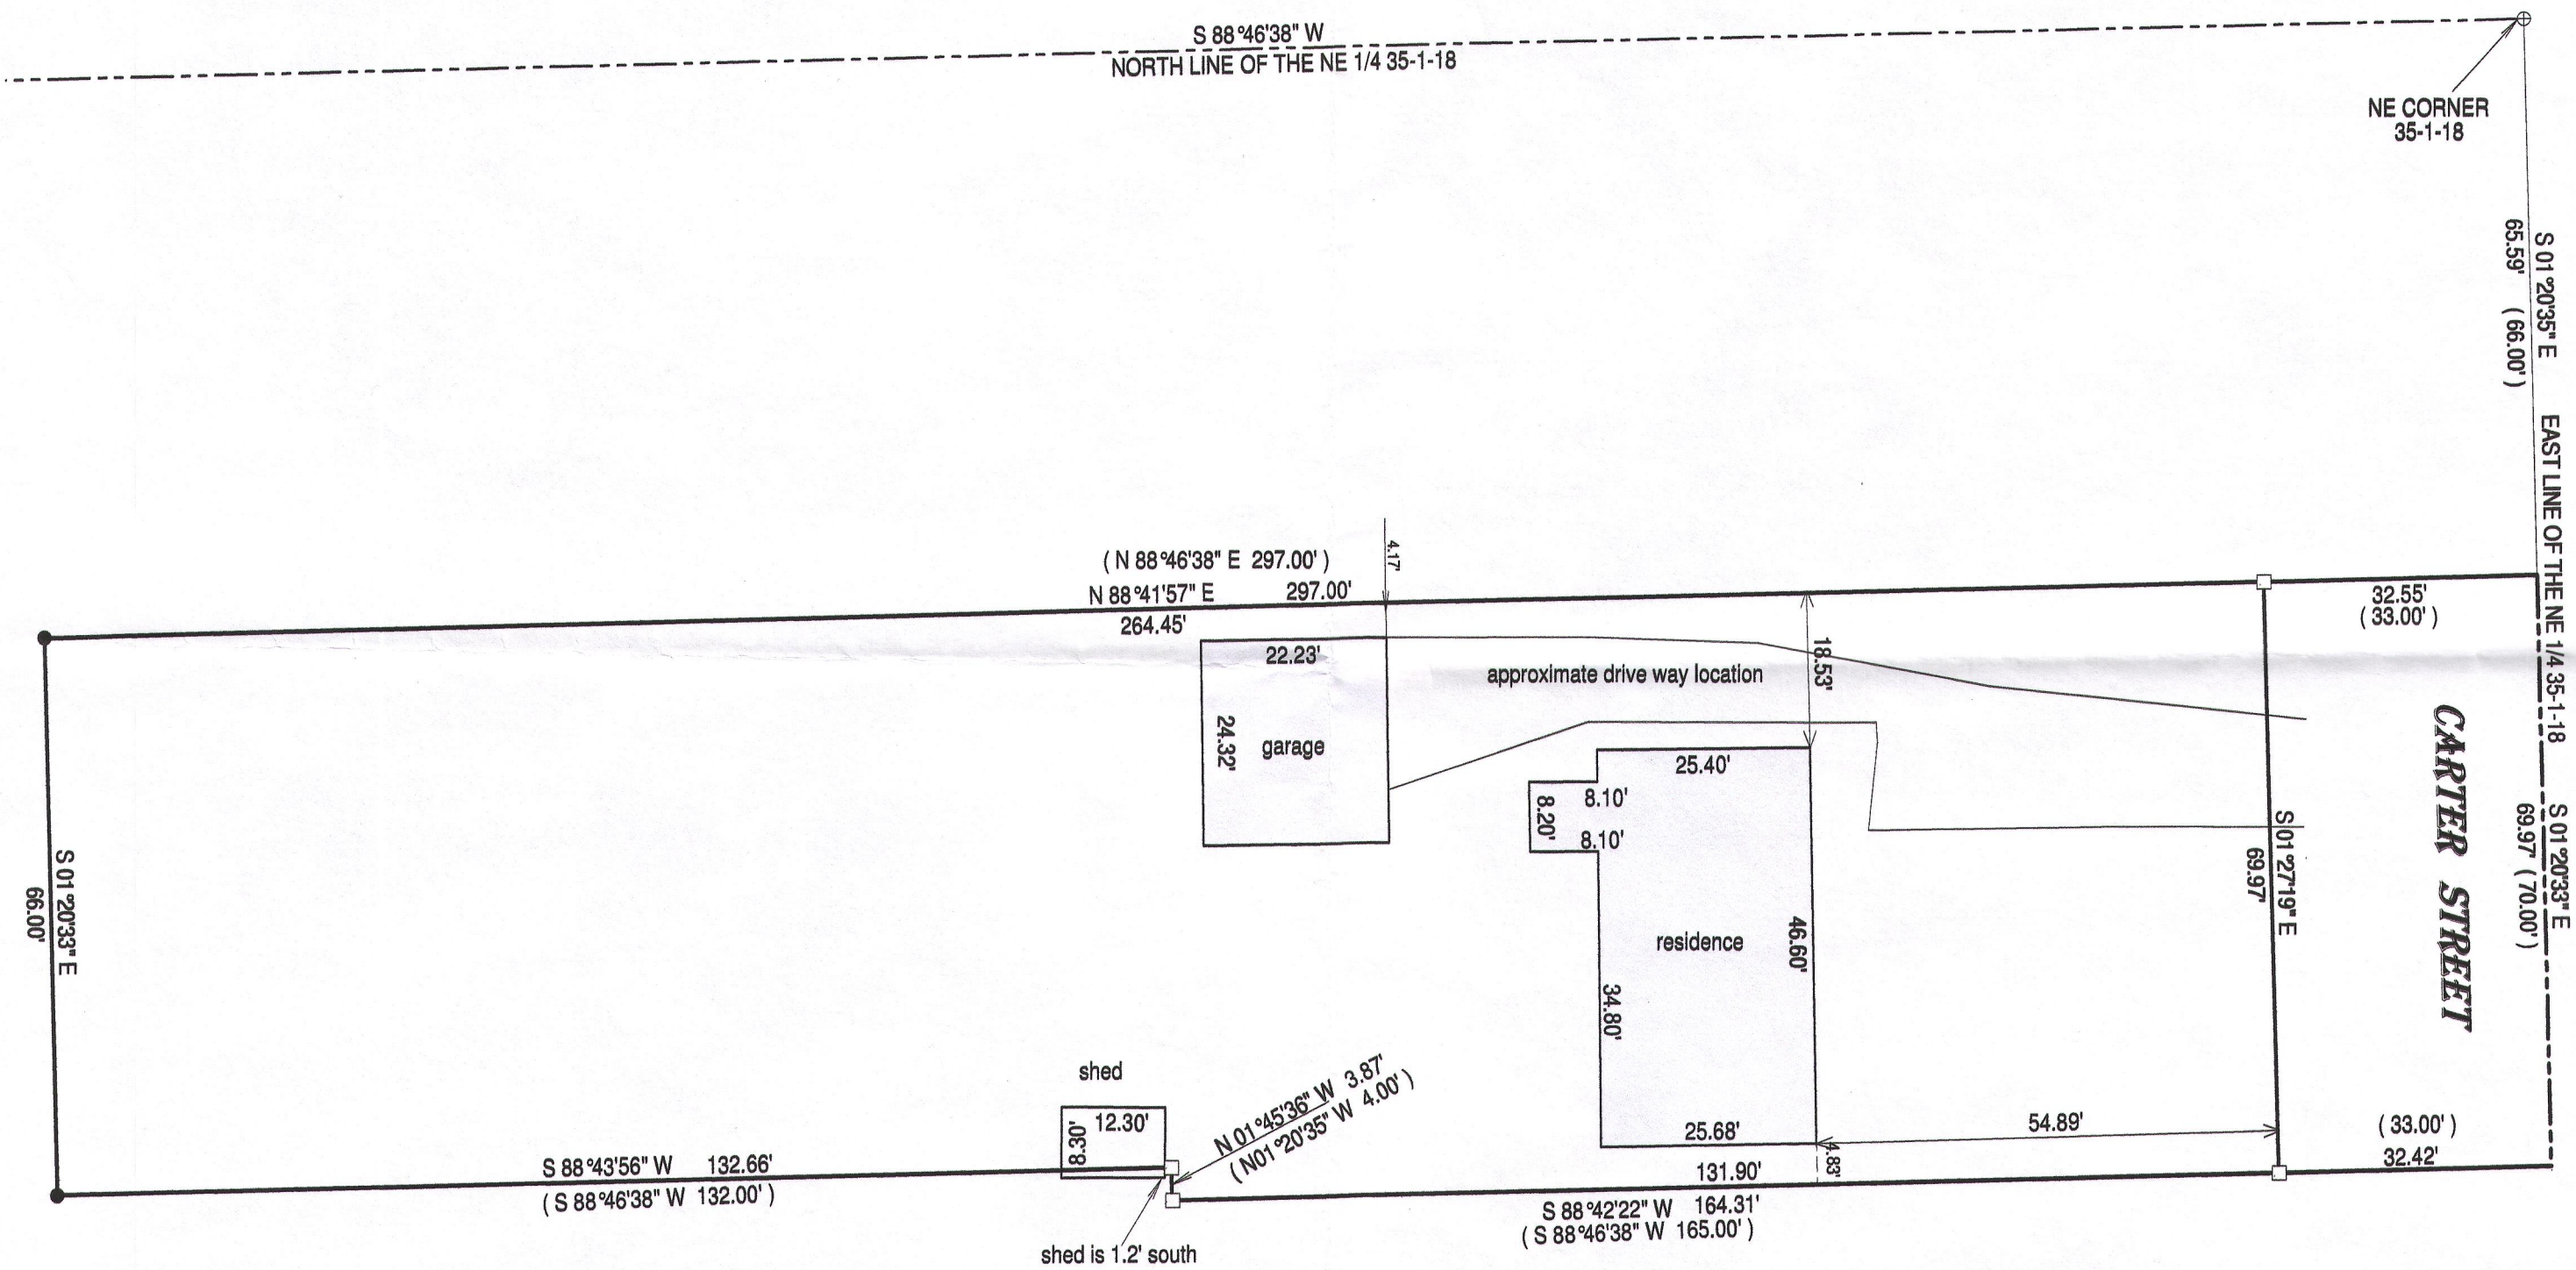 S 88°46'38" W
NORTH LINE OF THE NE 1/4 35-1-18
NE CORNER
35-1-18
S 01°20'35" E
65.59' ( 66.00' )
EAST LINE OF THE NE 1/4 35-1-18
( N 88°46'38" E 297.00' )
N 88°41'57" E 297.00'
264.45'
4.17'
32.55'
( 33.00' )
22.23'
24.32'
garage
approximate drive way location
18.53'
25.40'
8.10'
8.20'
8.10'
residence
46.60'
34.80'
25.68'
CARTER STREET
S 01°27'19" E
69.97'
S 01°20'33" E
69.97' ( 70.00' )
S 01°20'33" E
66.00'
shed
12.30'
8.30'
N 01°45'36" W 3.87'
( N01°20'35" W 4.00' )
54.89'
4.83'
( 33.00' )
32.42'
S 88°43'56" W 132.66'
( S 88°46'38" W 132.00' )
131.90'
S 88°42'22" W 164.31'
( S 88°46'38" W 165.00' )
shed is 1.2' south